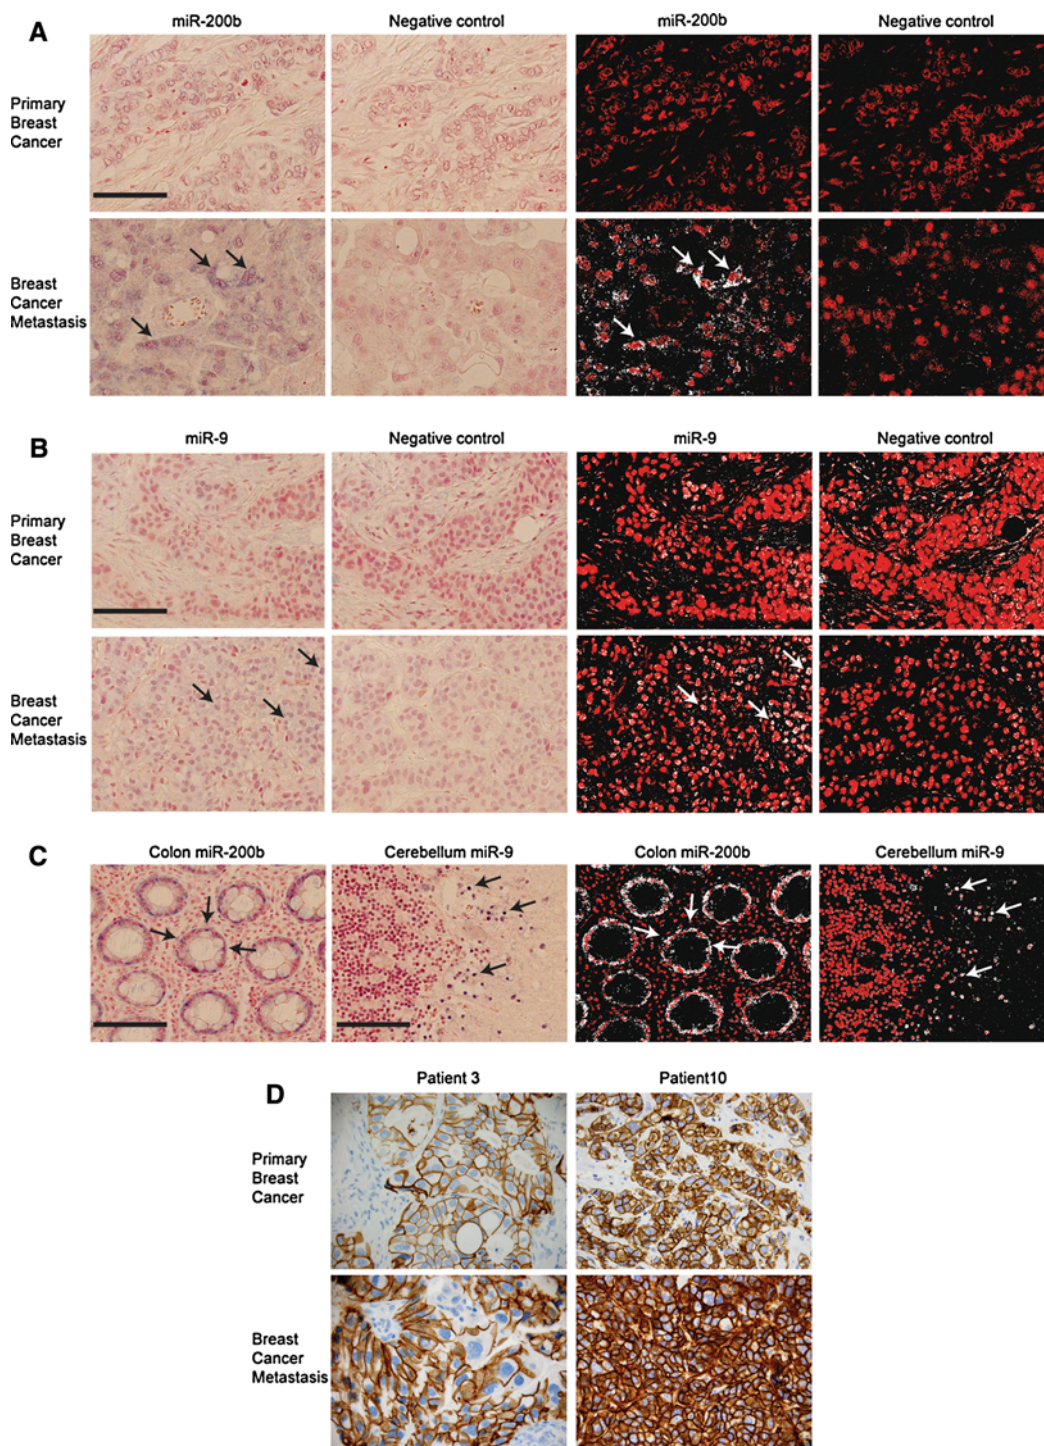 A
miR-200b
Negative control
miR-200b
Negative control
Primary
Breast
Cancer
Breast
Cancer
Metastasis
B
miR-9
Negative control
miR-9
Negative control
Primary
Breast
Cancer
Breast
Cancer
Metastasis
C
Colon miR-200b
Cerebellum miR-9
Colon miR-200b
Cerebellum miR-9
D
Patient 3
Patient10
Primary
Breast
Cancer
Breast
Cancer
Metastasis